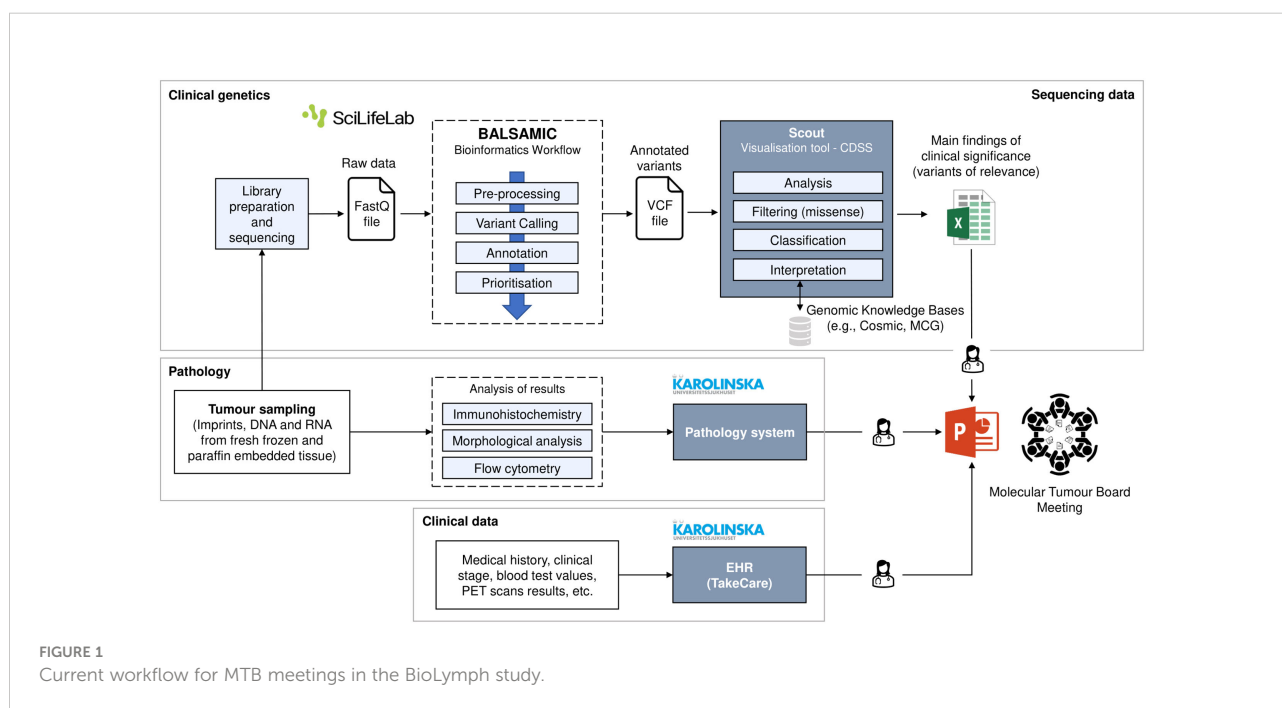 Clinical genetics
Sequencing data
SciLifeLab
Library
preparation
and
sequencing
Raw data
FastQ
file
BALSAMIC
Bioinformatics Workflow
Pre-processing
Variant Calling
Annotation
Prioritisation
Annotated
variants
VCF
file
Scout
Visualisation tool - CDSS
Analysis
Filtering (missense)
Classification
Interpretation
Genomic Knowledge Bases
(e.g., Cosmic, MCG)
Main findings of
clinical significance
(variants of relevance)
X
Pathology
Tumour sampling
(Imprints, DNA and RNA
from fresh frozen and
paraffin embedded tissue)
Analysis of results
Immunohistochemistry
Morphological analysis
Flow cytometry
KAROLINSKA
UNIVERSITETSSJUKHUSET
Pathology system
P
Molecular Tumour Board
Meeting
Clinical data
Medical history, clinical
stage, blood test values,
PET scans results, etc.
KAROLINSKA
UNIVERSITETSSJUKHUSET
EHR
(TakeCare)
FIGURE 1
Current workflow for MTB meetings in the BioLymph study.